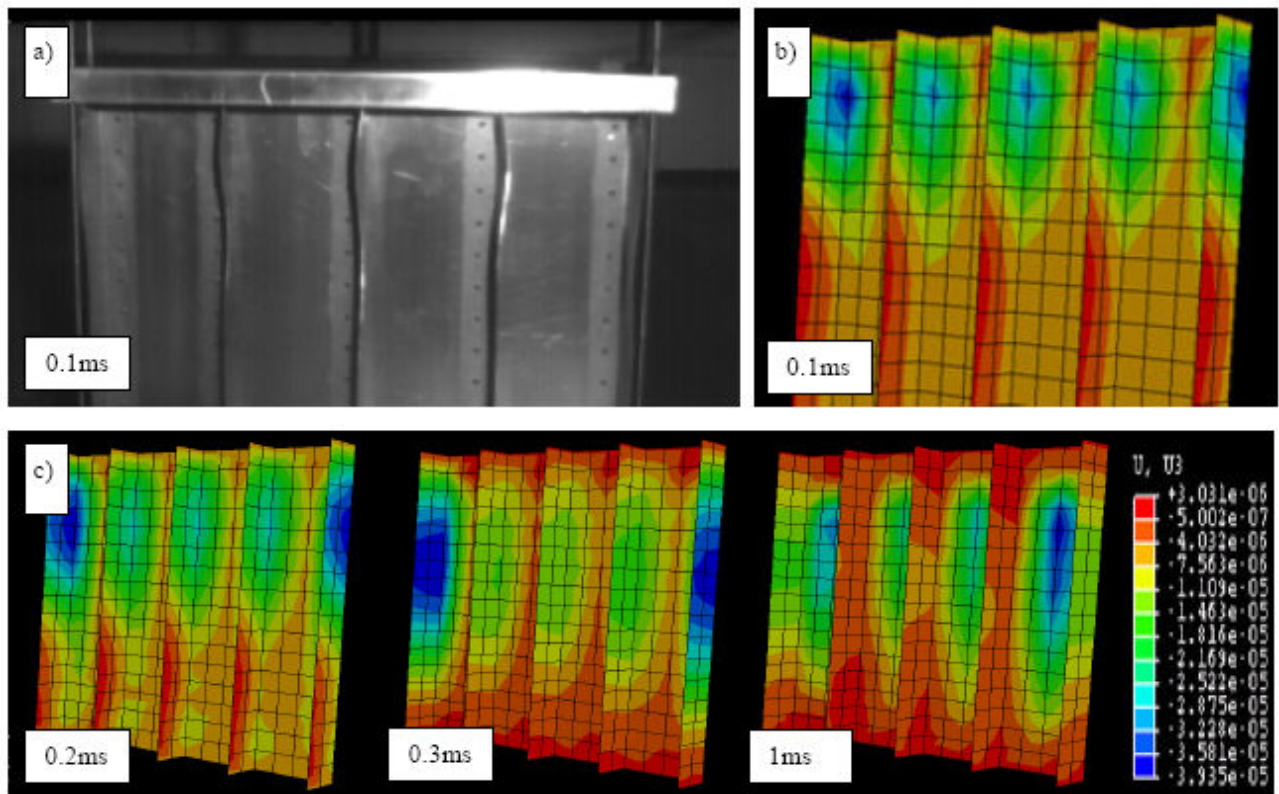 a)
0.1ms
b)
0.1ms
c)
0.2ms
0.3ms
1ms
U, U3
+3.031e-06
-5.002e-07
-4.032e-06
-7.563e-06
-1.109e-05
-1.463e-05
-1.816e-05
-2.169e-05
-2.522e-05
-2.875e-05
-3.228e-05
-3.581e-05
-3.935e-05